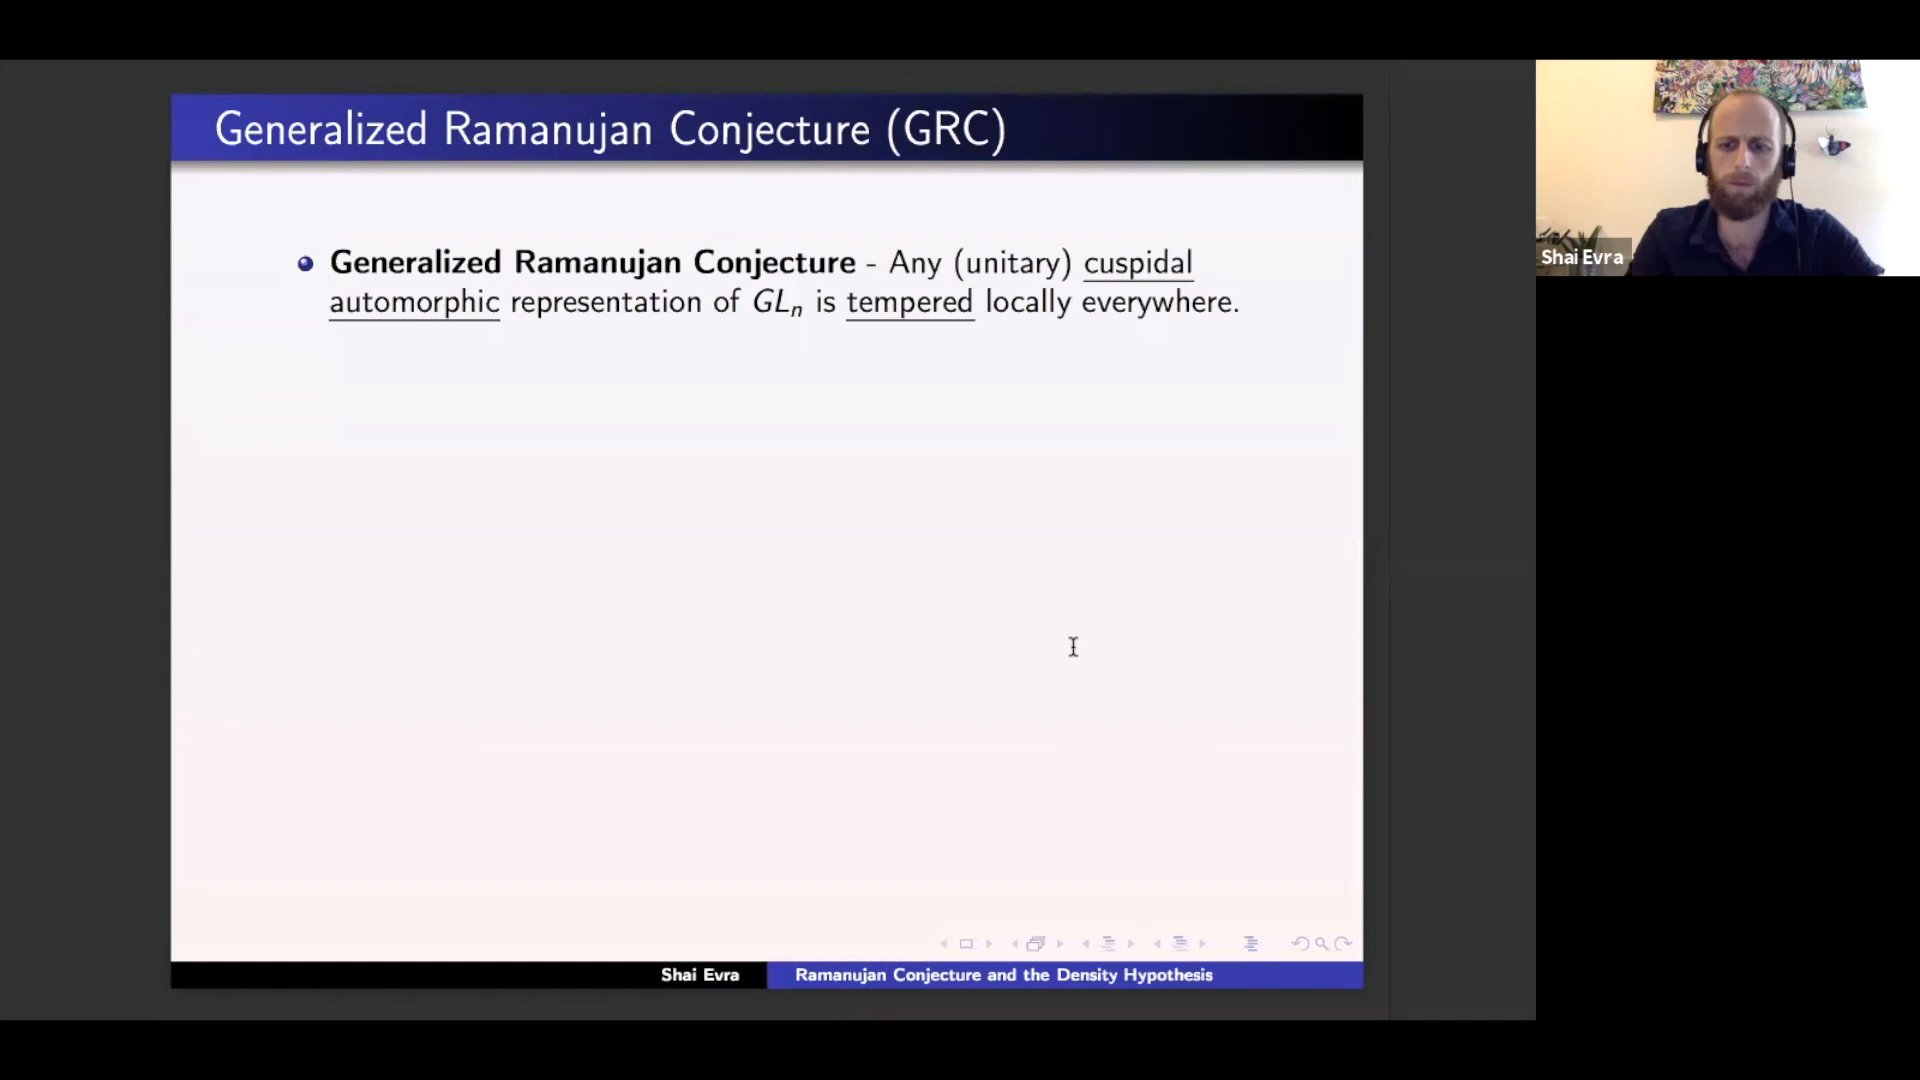 Generalized Ramanujan Conjecture (GRC)
Generalized Ramanujan Conjecture - Any (unitary) cuspidal
automorphic representation of GLn is tempered locally everywhere.
Shai Evra
Shai Evra
Ramanujan Conjecture and the Density Hypothesis